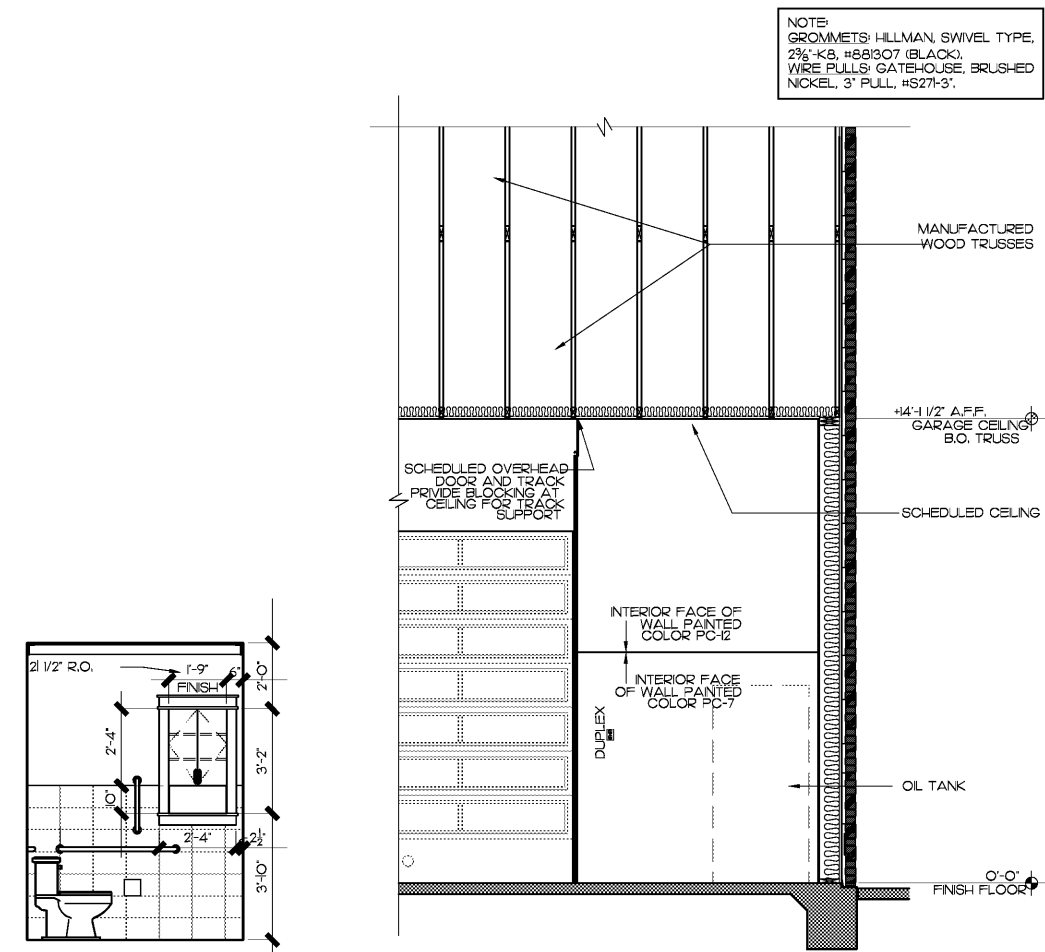 NOTE:
GROMMETS: HILLMAN, SWIVEL TYPE,
2⅜"-K8, #881307 (BLACK).
WIRE PULLS: GATEHOUSE, BRUSHED
NICKEL, 3" PULL, #S271-3".
MANUFACTURED
WOOD TRUSSES
+14'-1 1/2" A.F.F.
GARAGE CEILING
B.O. TRUSS
SCHEDULED OVERHEAD
DOOR AND TRACK
PRIVIDE BLOCKING AT
CEILING FOR TRACK
SUPPORT
SCHEDULED CEILING
INTERIOR FACE OF
WALL PAINTED
COLOR PC-12
INTERIOR FACE
OF WALL PAINTED
COLOR PC-7
DUPLEX
OIL TANK
0'-0"
FINISH FLOOR
21 1/2" R.O.
1'-9"
6"
FINISH
2'-0"
2'-4"
3'-2"
10"
2'-4"
2½"
3'-10"